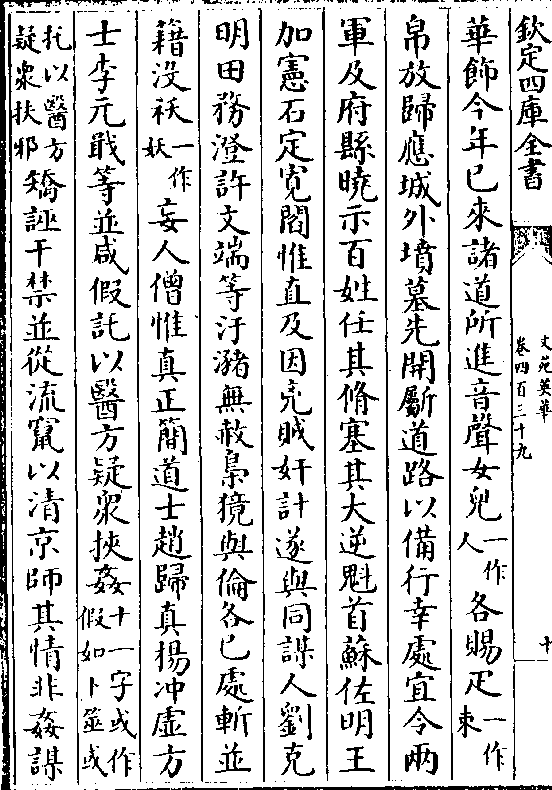 欽定四庫全書
文苑英華
卷四百三十九
十
華飾今年已來諸道所進音聲女兒一作人各賜疋一作束
帛放歸應城外墳墓先開斸道路以備行幸處宜令兩
軍及府縣曉示百姓任其脩塞其大逆魁首蘇佐明王
加憲石定寛閻惟直及因兇賊奸計遂與同謀人劉克
明田務澄許文端等汙瀦無赦梟獍與倫各已處斬並
籍没祅一作妖妄人僧惟真正簡道士趙歸真楊冲虚方
士李元戢等並咸假託以醫方疑衆挾姦十一字或作假如卜筮或
托以醫方疑衆扶邪矯誣干禁並從流竄以清京師其情非姦謀